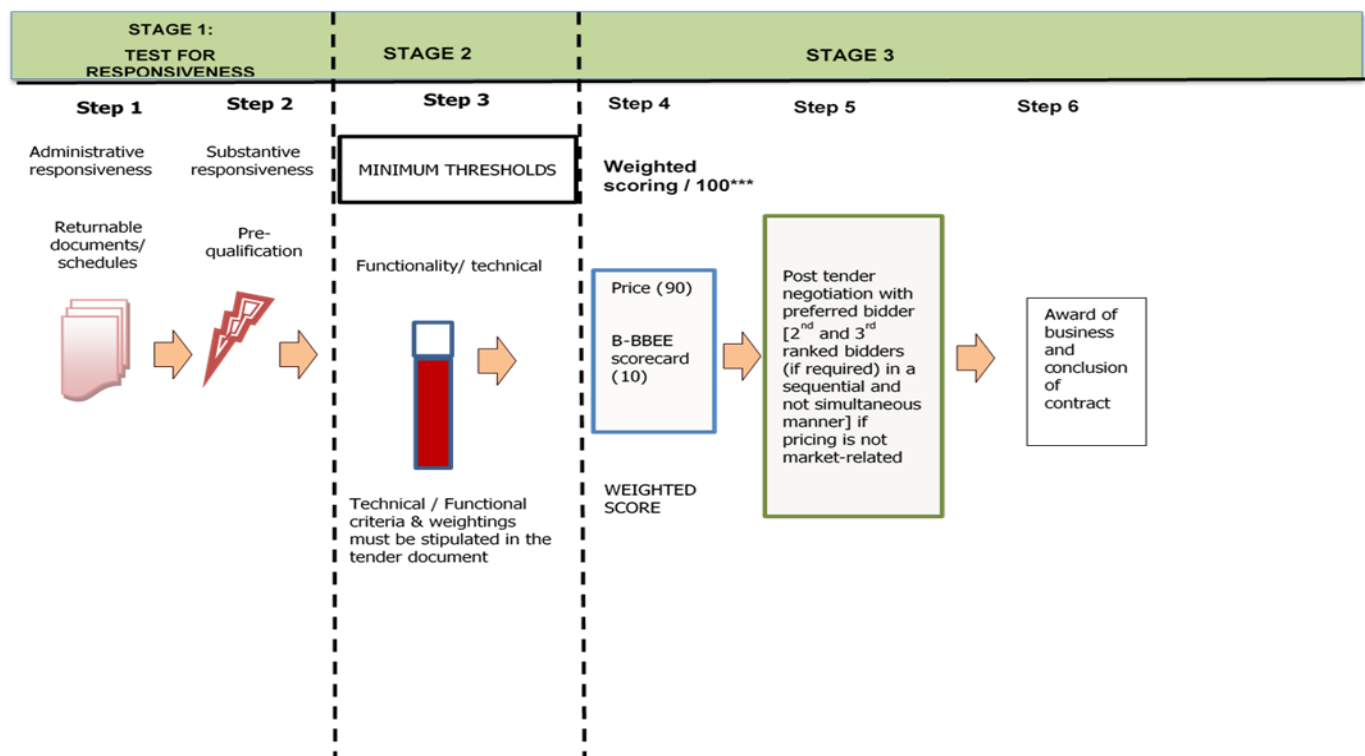 STAGE 1:
TEST FOR
RESPONSIVENESS
STAGE 2
STAGE 3
Step 1
Step 2
Step 3
Step 4
Step 5
Step 6
Administrative
responsiveness
Substantive
responsiveness
MINIMUM THRESHOLDS
Weighted
scoring / 100***
Returnable
documents/
schedules
Pre-
qualification
Functionality/ technical
Technical / Functional
criteria & weightings
must be stipulated in the
tender document
Price (90)
B-BBEE
scorecard
(10)
WEIGHTED
SCORE
Post tender
negotiation with
preferred bidder
[2nd and 3rd
ranked bidders
(if required) in a
sequential and
not simultaneous
manner] if
pricing is not
market-related
Award of
business
and
conclusion
of
contract